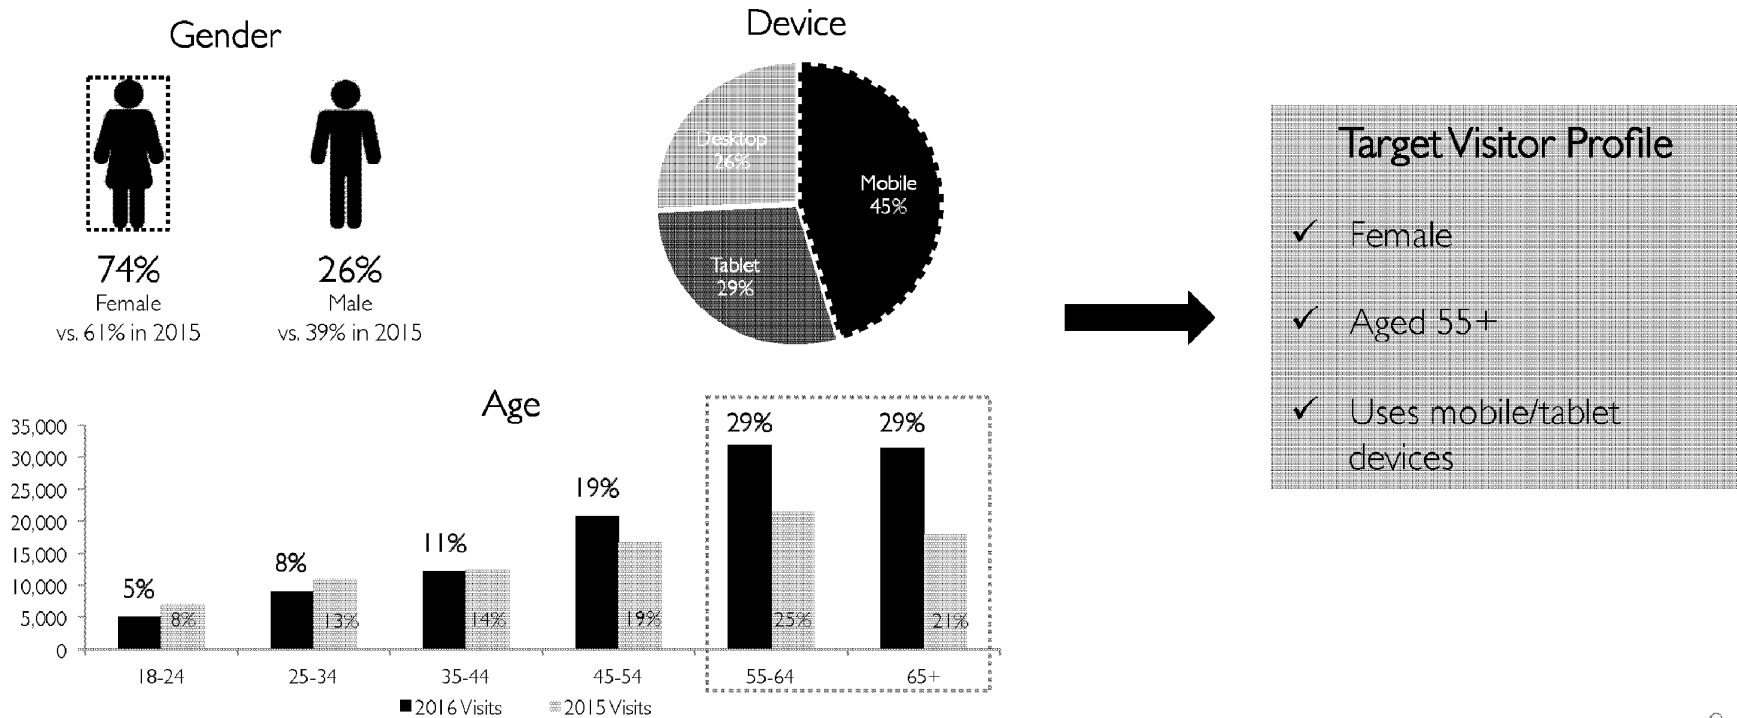 Gender
74%
Female
vs. 61% in 2015
26%
Male
vs. 39% in 2015
Device
Desktop
26%
Mobile
45%
Tablet
29%
Target Visitor Profile
✓ Female
✓ Aged 55+
✓ Uses mobile/tablet
devices
Age
35,000
30,000
25,000
20,000
15,000
10,000
5,000
0
5%
8%
8%
13%
11%
14%
19%
19%
29%
25%
29%
21%
18-24
25-34
35-44
45-54
55-64
65+
2016 Visits
2015 Visits